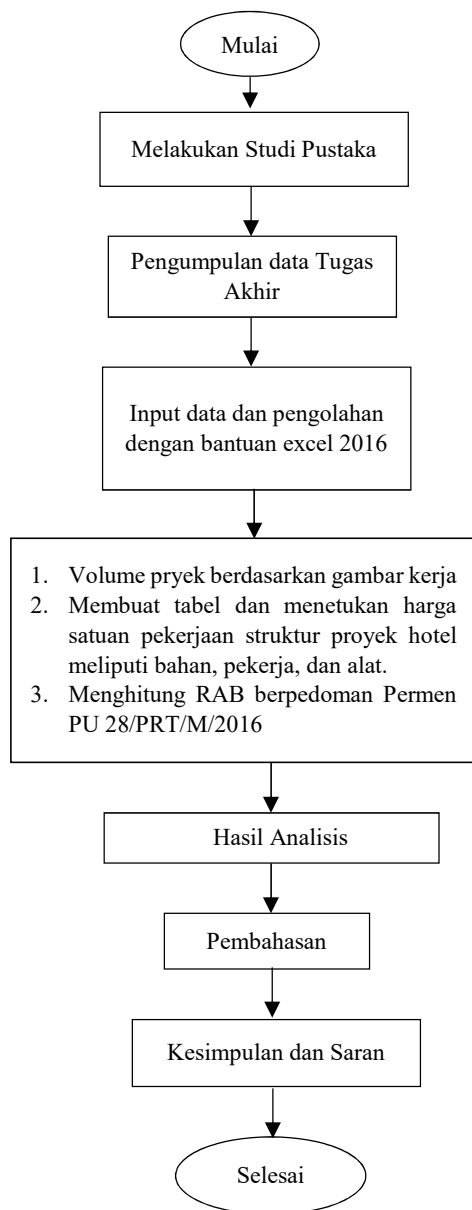 Mulai
Melakukan Studi Pustaka
Pengumpulan data Tugas
Akhir
Input data dan pengolahan
dengan bantuan excel 2016
1. Volume pryek berdasarkan gambar kerja
2. Membuat tabel dan menetukan harga
satuan pekerjaan struktur proyek hotel
meliputi bahan, pekerja, dan alat.
3. Menghitung RAB berpedoman Permen
PU 28/PRT/M/2016
Hasil Analisis
Pembahasan
Kesimpulan dan Saran
Selesai